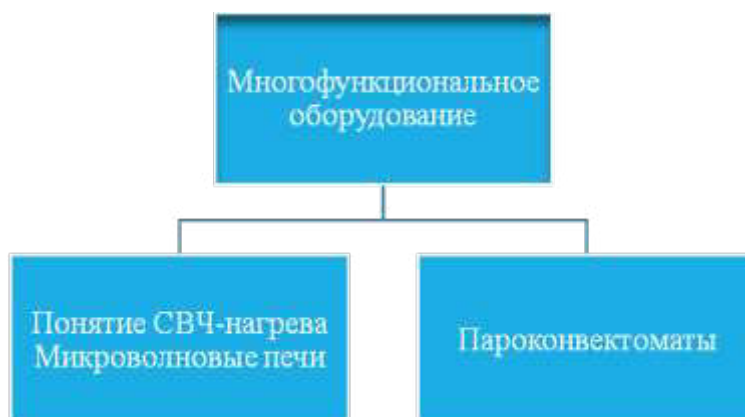 Многофункциональное
оборудование
Понятие СВЧ-нагрева
Микроволновые печи
Пароконвектоматы